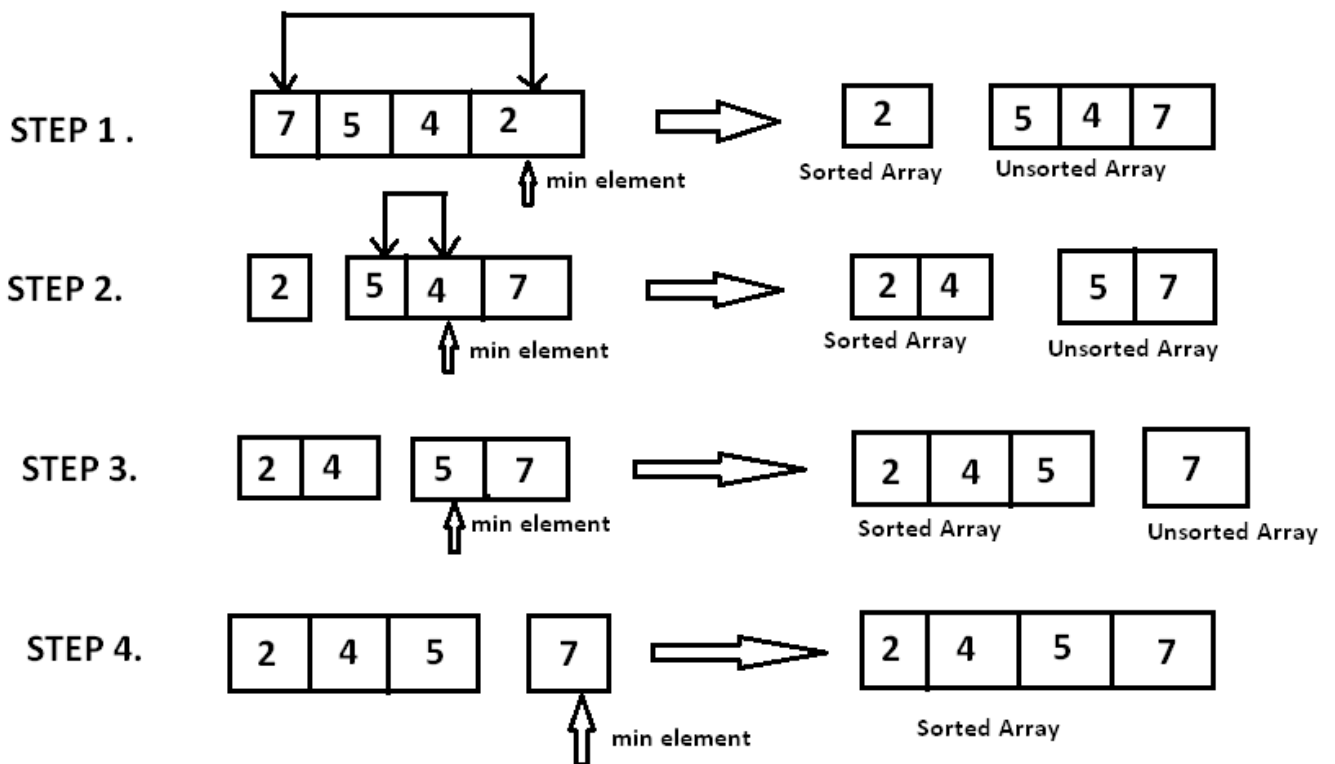 STEP 1 .
7 5 4 2
min element
2
Sorted Array
5 4 7
Unsorted Array
STEP 2.
2
5 4 7
min element
2 4
Sorted Array
5 7
Unsorted Array
STEP 3.
2 4
5 7
min element
2 4 5
Sorted Array
7
Unsorted Array
STEP 4.
2 4 5
7
min element
2 4 5 7
Sorted Array